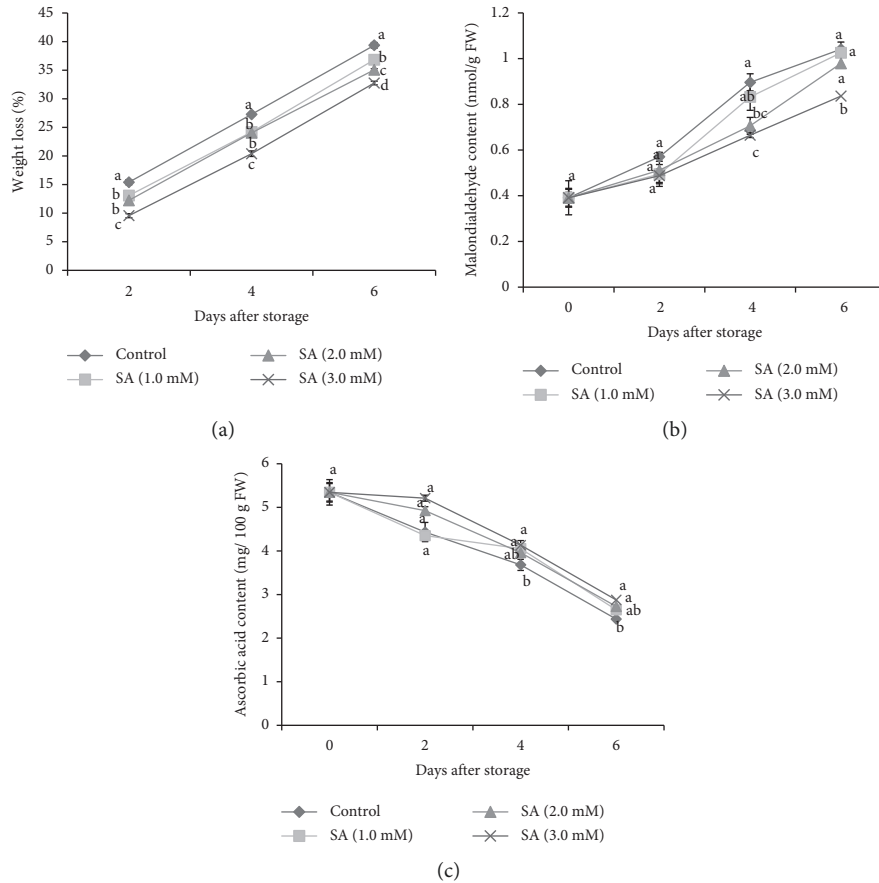 45
40
35
30
25
20
15
10
5
0
Weight loss (%)
a
b
b
c
a
b
b
c
a
b
c
d
2 4 6
Days after storage
Control SA (2.0 mM)
SA (1.0 mM) SA (3.0 mM)
(a)
1.2
1
0.8
0.6
0.4
0.2
0
Malondialdehyde content (nmol/g FW)
a
a
a
a
a
a
ab
bc
c
a
a
a
b
0 2 4 6
Days after storage
Control SA (2.0 mM)
SA (1.0 mM) SA (3.0 mM)
(b)
6
5
4
3
2
1
0
Ascorbic acid content (mg/ 100 g FW)
a
a
a
a
a
a
a
ab
b
a
a
ab
b
0 2 4 6
Days after storage
Control SA (2.0 mM)
SA (1.0 mM) SA (3.0 mM)
(c)